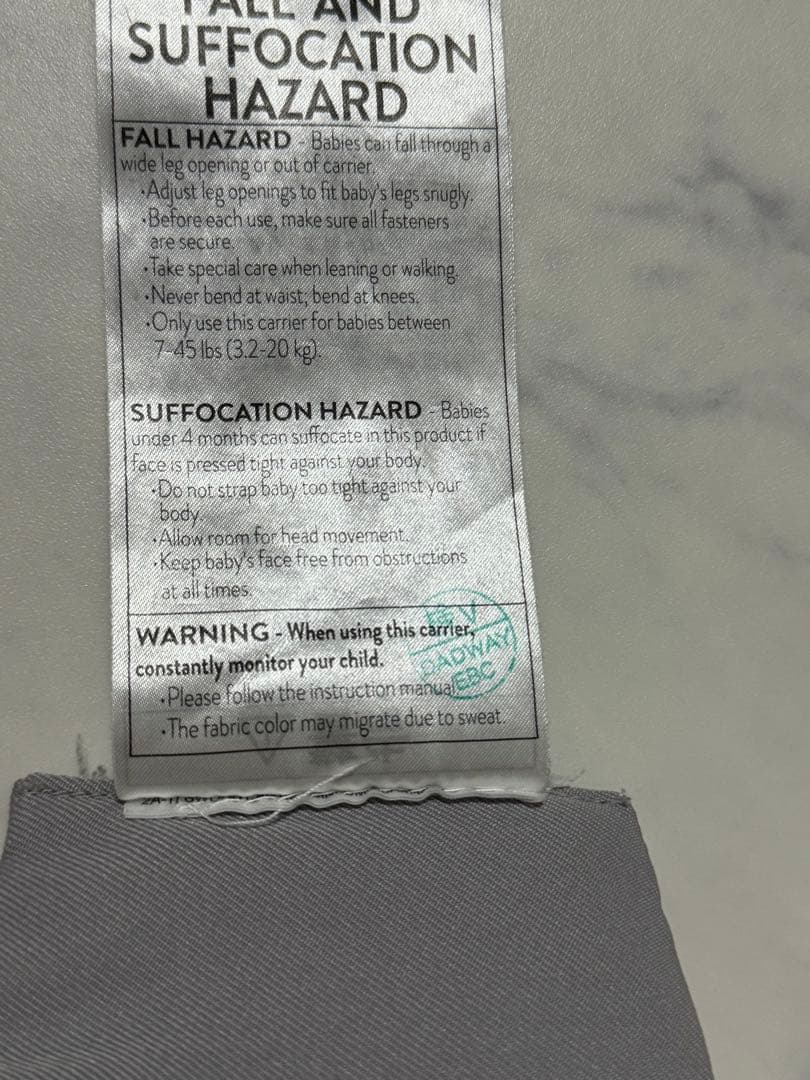 FALL AND
SUFFOCATION
HAZARD
FALL HAZARD - Babies can fall through a
wide leg opening or out of carrier.
•Adjust leg openings to fit baby's legs snugly.
•Before each use, make sure all fasteners
are secure.
•Take special care when leaning or walking.
•Never bend at waist; bend at knees.
•Only use this carrier for babies between
7-45 lbs (3.2-20 kg).
SUFFOCATION HAZARD - Babies
under 4 months can suffocate in this product if
face is pressed tight against your body.
•Do not strap baby too tight against your
body.
•Allow room for head movement.
•Keep baby's face free from obstructions
at all times.
WARNING - When using this carrier,
constantly monitor your child.
•Please follow the instruction manual
•The fabric color may migrate due to sweat.
V
DADWAY
EBC